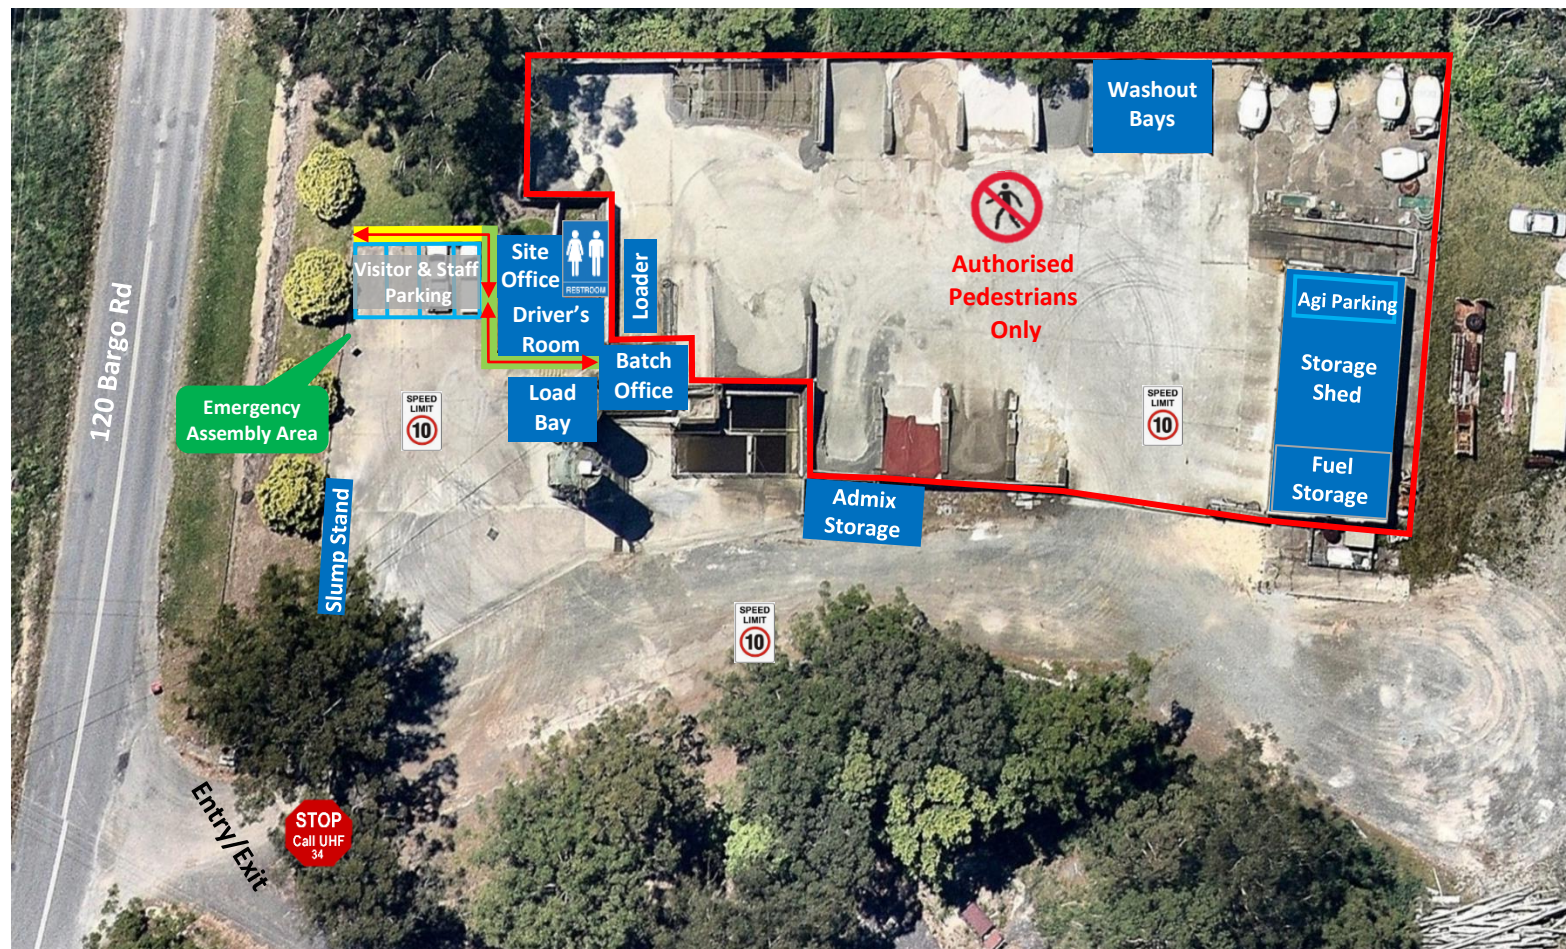 Washout
Bays
Site
Office
RESTROOM
Loader
Authorised
Pedestrians
Only
Visitor & Staff
Parking
Driver's
Room
Agi Parking
Batch
Office
Storage
Shed
120 Bargo Rd
Load
Bay
SPEED
LIMIT
10
SPEED
LIMIT
10
Emergency
Assembly Area
Fuel
Storage
Admix
Storage
Slump Stand
SPEED
LIMIT
10
Entry/Exit
STOP
Call UHF
34